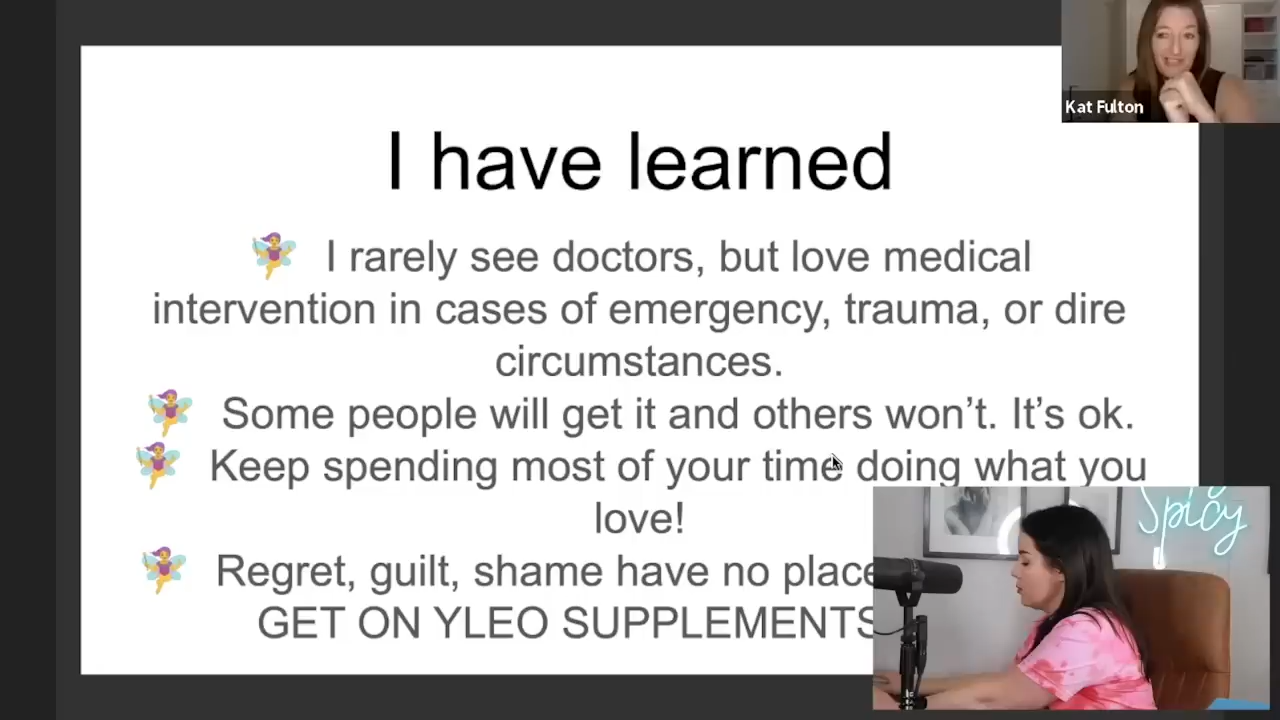 Kat Fulton
I have learned
🧚‍♀️ I rarely see doctors, but love medical
intervention in cases of emergency, trauma, or dire
circumstances.
🧚‍♀️ Some people will get it and others won’t. It’s ok.
🧚‍♀️ Keep spending most of your time doing what you
love!
🧚‍♀️ Regret, guilt, shame have no place
GET ON YLEO SUPPLEMENTS
Spicy